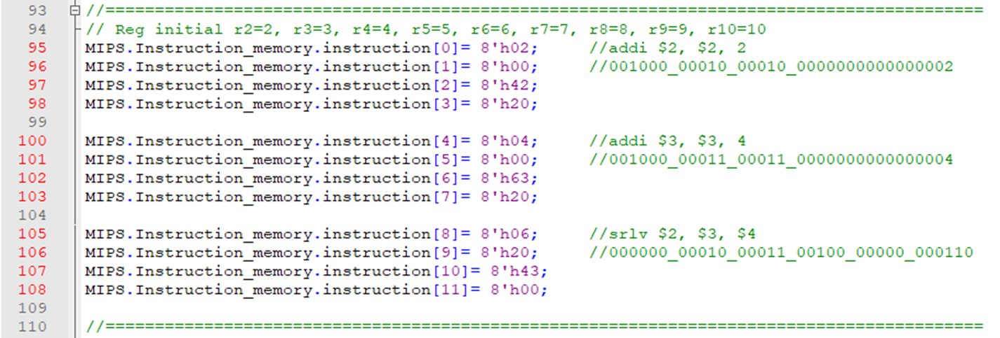 93 //==========================================================================================
94 // Reg initial r2=2, r3=3, r4=4, r5=5, r6=6, r7=7, r8=8, r9=9, r10=10
95 MIPS.Instruction_memory.instruction[0]= 8'h02; //addi $2, $2, 2
96 MIPS.Instruction_memory.instruction[1]= 8'h00; //001000_00010_00010_0000000000000002
97 MIPS.Instruction_memory.instruction[2]= 8'h42;
98 MIPS.Instruction_memory.instruction[3]= 8'h20;
99
100 MIPS.Instruction_memory.instruction[4]= 8'h04; //addi $3, $3, 4
101 MIPS.Instruction_memory.instruction[5]= 8'h00; //001000_00011_00011_0000000000000004
102 MIPS.Instruction_memory.instruction[6]= 8'h63;
103 MIPS.Instruction_memory.instruction[7]= 8'h20;
104
105 MIPS.Instruction_memory.instruction[8]= 8'h06; //srlv $2, $3, $4
106 MIPS.Instruction_memory.instruction[9]= 8'h20; //000000_00010_00011_00100_00000_000110
107 MIPS.Instruction_memory.instruction[10]= 8'h43;
108 MIPS.Instruction_memory.instruction[11]= 8'h00;
109
110 //==========================================================================================